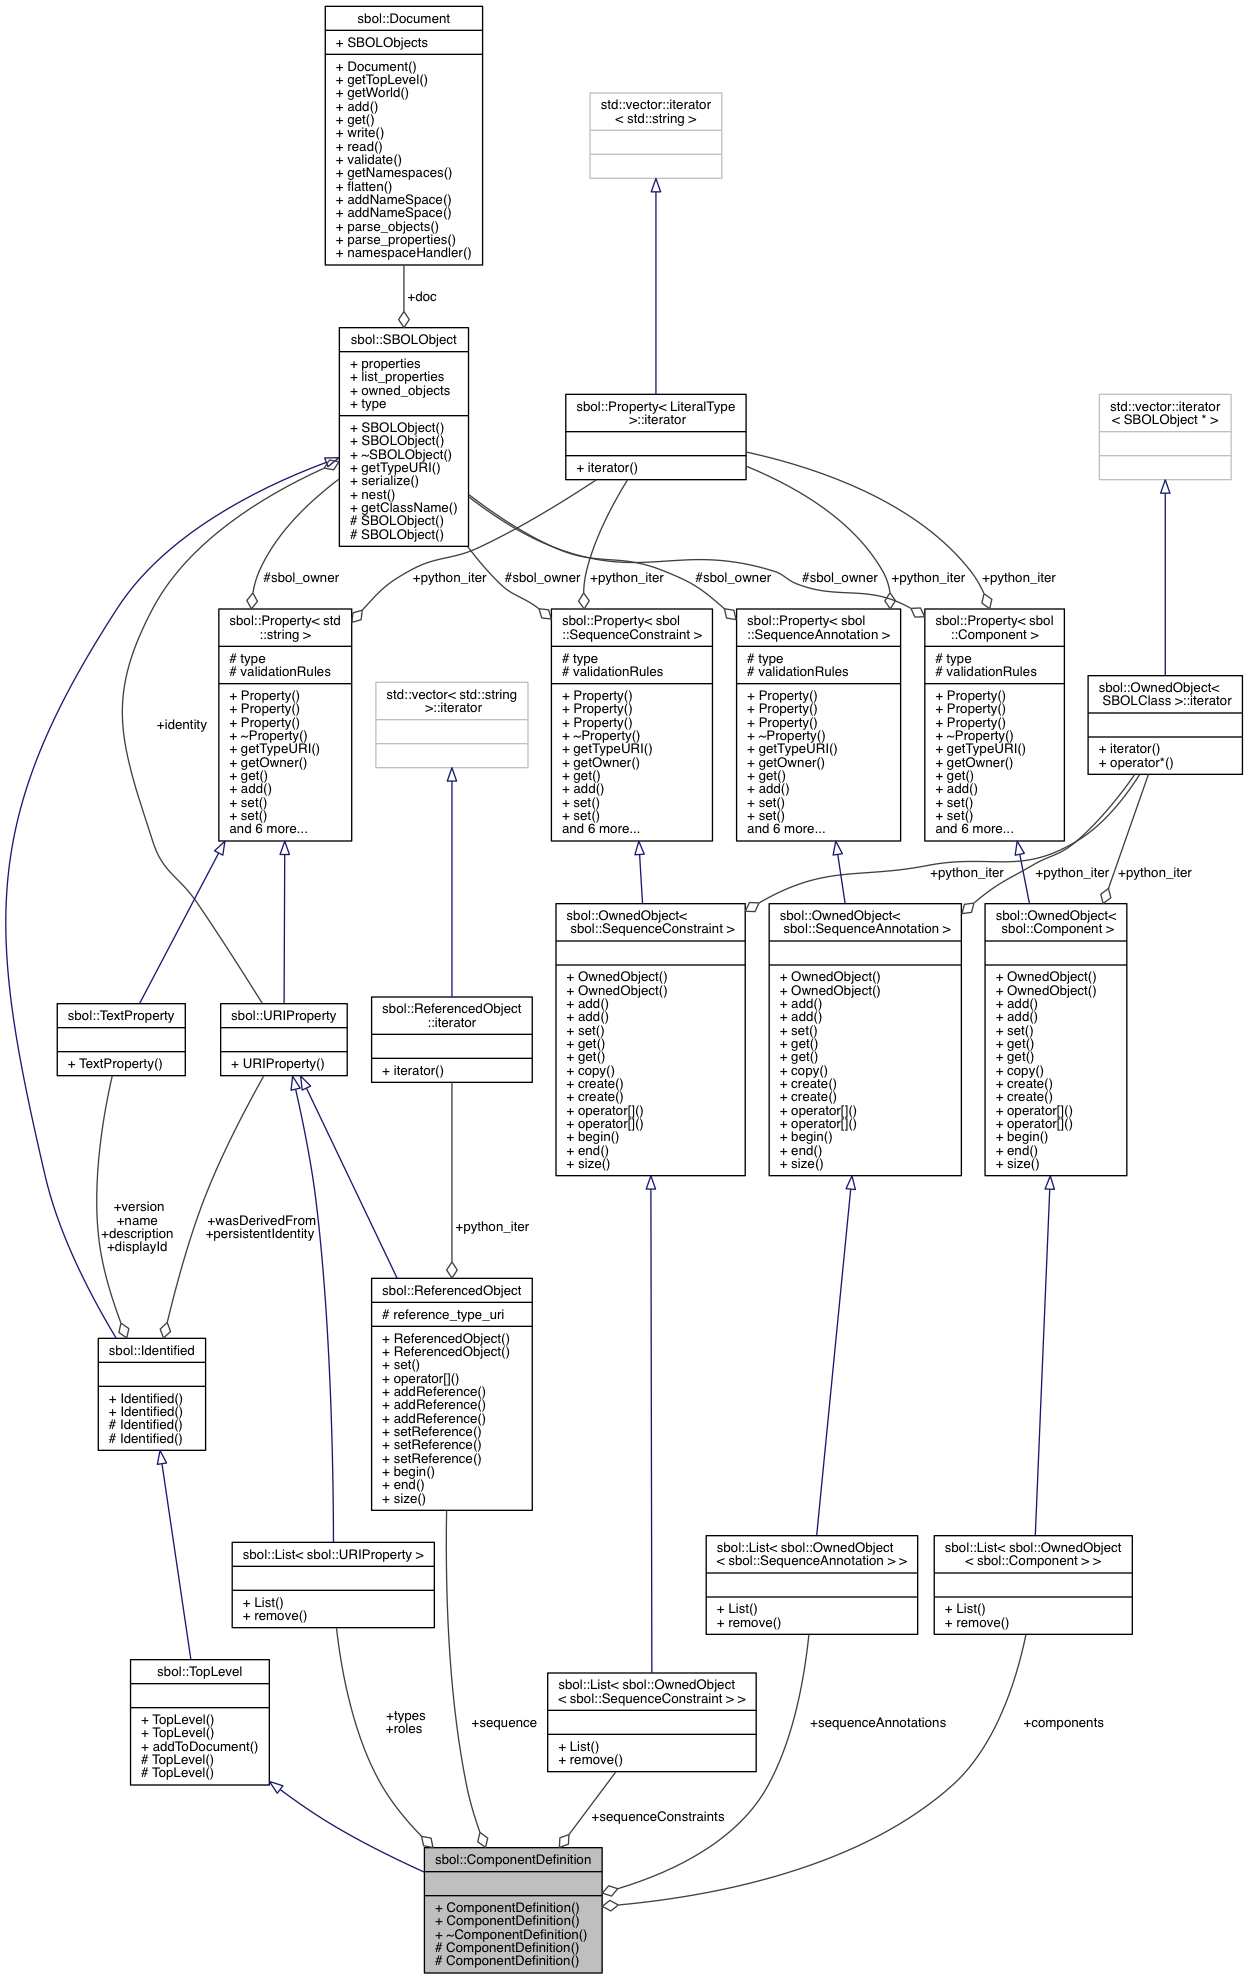 sbol::Document
+ SBOLObjects
+ Document()
+ getTopLevel()
+ getWorld()
+ add()
+ get()
+ write()
+ read()
+ validate()
+ getNamespaces()
+ flatten()
+ addNameSpace()
+ addNameSpace()
+ parse_objects()
+ parse_properties()
+ namespaceHandler()
std::vector::iterator
< std::string >
+doc
sbol::SBOLObject
+ properties
+ list_properties
+ owned_objects
+ type
+ SBOLObject()
+ SBOLObject()
+ ~SBOLObject()
+ getTypeURI()
+ serialize()
+ nest()
+ getClassName()
# SBOLObject()
# SBOLObject()
sbol::Property< LiteralType
>::iterator
+ iterator()
std::vector::iterator
< SBOLObject * >
#sbol_owner
+python_iter
#sbol_owner
+python_iter
#sbol_owner
#sbol_owner
+python_iter
+python_iter
sbol::Property< std
::string >
# type
# validationRules
+ Property()
+ Property()
+ Property()
+ ~Property()
+ getTypeURI()
+ getOwner()
+ get()
+ add()
+ set()
+ set()
and 6 more...
sbol::Property< sbol
::SequenceConstraint >
# type
# validationRules
+ Property()
+ Property()
+ Property()
+ ~Property()
+ getTypeURI()
+ getOwner()
+ get()
+ add()
+ set()
+ set()
and 6 more...
sbol::Property< sbol
::SequenceAnnotation >
# type
# validationRules
+ Property()
+ Property()
+ Property()
+ ~Property()
+ getTypeURI()
+ getOwner()
+ get()
+ add()
+ set()
+ set()
and 6 more...
sbol::Property< sbol
::Component >
# type
# validationRules
+ Property()
+ Property()
+ Property()
+ ~Property()
+ getTypeURI()
+ getOwner()
+ get()
+ add()
+ set()
+ set()
and 6 more...
+identity
std::vector< std::string
>::iterator
sbol::OwnedObject<
SBOLClass >::iterator
+ iterator()
+ operator*()
+python_iter
+python_iter
+python_iter
sbol::OwnedObject<
sbol::SequenceConstraint >
+ OwnedObject()
+ OwnedObject()
+ add()
+ add()
+ set()
+ get()
+ get()
+ copy()
+ create()
+ create()
+ operator[]()
+ operator[]()
+ begin()
+ end()
+ size()
sbol::OwnedObject<
sbol::SequenceAnnotation >
+ OwnedObject()
+ OwnedObject()
+ add()
+ add()
+ set()
+ get()
+ get()
+ copy()
+ create()
+ create()
+ operator[]()
+ operator[]()
+ begin()
+ end()
+ size()
sbol::OwnedObject<
sbol::Component >
+ OwnedObject()
+ OwnedObject()
+ add()
+ add()
+ set()
+ get()
+ get()
+ copy()
+ create()
+ create()
+ operator[]()
+ operator[]()
+ begin()
+ end()
+ size()
sbol::TextProperty
+ TextProperty()
sbol::URIProperty
+ URIProperty()
sbol::ReferencedObject
::iterator
+ iterator()
+version
+name
+description
+displayId
+wasDerivedFrom
+persistentIdentity
+python_iter
sbol::Identified
+ Identified()
+ Identified()
# Identified()
# Identified()
sbol::ReferencedObject
# reference_type_uri
+ ReferencedObject()
+ ReferencedObject()
+ set()
+ operator[]()
+ addReference()
+ addReference()
+ addReference()
+ setReference()
+ setReference()
+ setReference()
+ begin()
+ end()
+ size()
sbol::List< sbol::URIProperty >
+ List()
+ remove()
sbol::List< sbol::OwnedObject
< sbol::SequenceAnnotation > >
+ List()
+ remove()
sbol::List< sbol::OwnedObject
< sbol::Component > >
+ List()
+ remove()
sbol::TopLevel
+ TopLevel()
+ TopLevel()
+ addToDocument()
# TopLevel()
# TopLevel()
sbol::List< sbol::OwnedObject
< sbol::SequenceConstraint > >
+ List()
+ remove()
+types
+roles
+sequence
+sequenceAnnotations
+components
+sequenceConstraints
sbol::ComponentDefinition
+ ComponentDefinition()
+ ComponentDefinition()
+ ~ComponentDefinition()
# ComponentDefinition()
# ComponentDefinition()